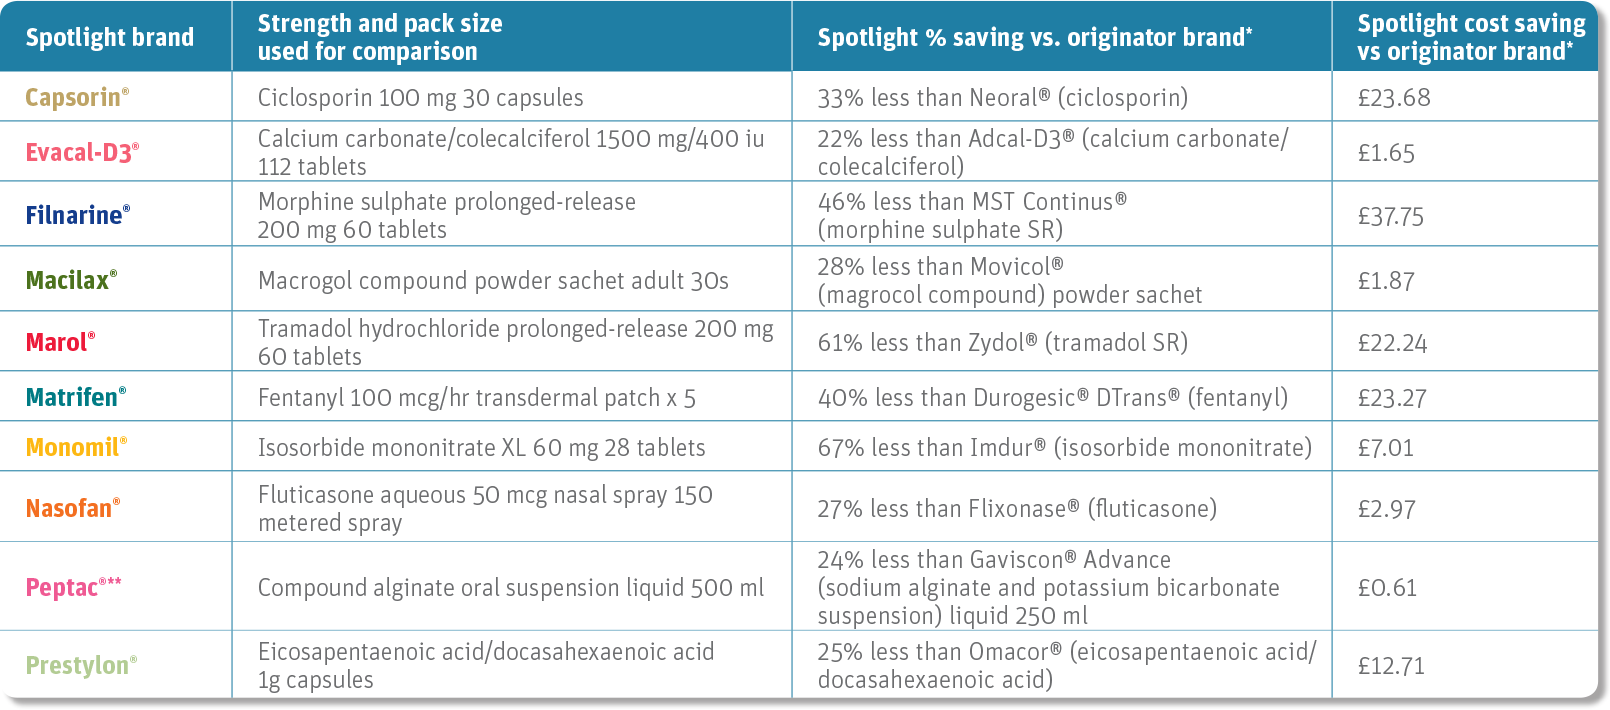 Spotlight brand
Strength and pack size
used for comparison
Spotlight % saving vs. originator brand*
Spotlight cost saving
vs originator brand*
Capsorin®
Ciclosporin 100 mg 30 capsules
33% less than Neoral® (ciclosporin)
£23.68
Evacal-D3®
Calcium carbonate/colecalciferol 1500 mg/400 iu
112 tablets
22% less than Adcal-D3® (calcium carbonate/
colecalciferol)
£1.65
Filnarine®
Morphine sulphate prolonged-release
200 mg 60 tablets
46% less than MST Continus®
(morphine sulphate SR)
£37.75
Macilax®
Macrogol compound powder sachet adult 30s
28% less than Movicol®
(magrocol compound) powder sachet
£1.87
Marol®
Tramadol hydrochloride prolonged-release 200 mg
60 tablets
61% less than Zydol® (tramadol SR)
£22.24
Matrifen®
Fentanyl 100 mcg/hr transdermal patch x 5
40% less than Durogesic® DTrans® (fentanyl)
£23.27
Monomil®
Isosorbide mononitrate XL 60 mg 28 tablets
67% less than Imdur® (isosorbide mononitrate)
£7.01
Nasofan®
Fluticasone aqueous 50 mcg nasal spray 150
metered spray
27% less than Flixonase® (fluticasone)
£2.97
Peptac®**
Compound alginate oral suspension liquid 500 ml
24% less than Gaviscon® Advance
(sodium alginate and potassium bicarbonate
suspension) liquid 250 ml
£0.61
Prestylon®
Eicosapentaenoic acid/docasahexaenoic acid
1g capsules
25% less than Omacor® (eicosapentaenoic acid/
docasahexaenoic acid)
£12.71